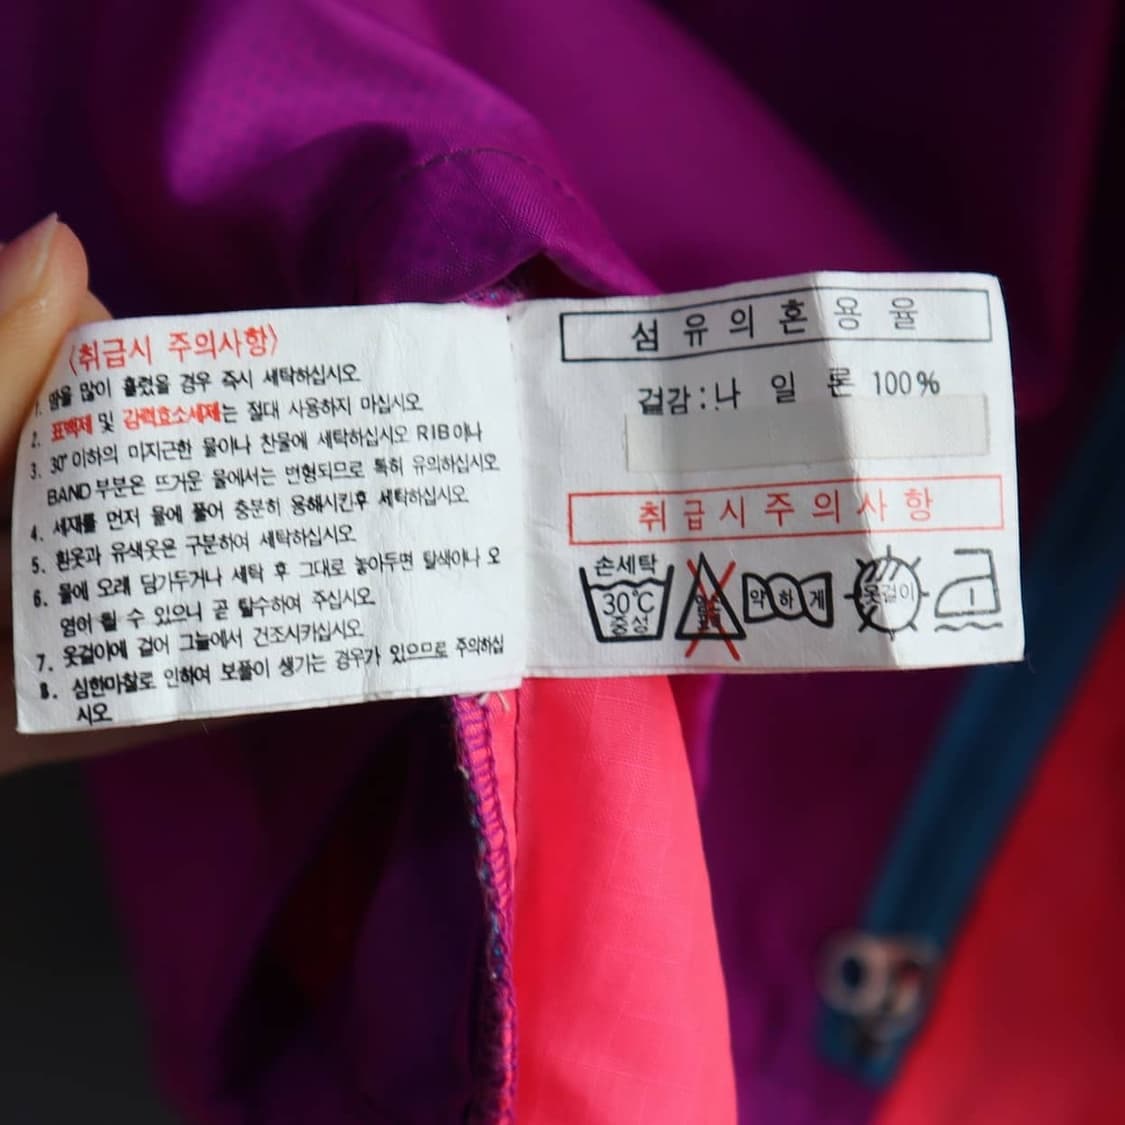 〈취급시 주의사항〉
1. 땀을 많이 흘렸을 경우 즉시 세탁하십시오
2. 표백제 및 강력효소세제는 절대 사용하지 마십시오
3. 30° 이하의 미지근한 물이나 찬물에 세탁하십시오 RIB이나
BAND 부분은 뜨거운 물에서는 변형되므로 특히 유의하십시오
4. 세재를 먼저 물에 풀어 충분히 용해시킨후 세탁하십시오
5. 흰옷과 유색옷은 구분하여 세탁하십시오
6. 물에 오래 담가두거나 세탁 후 그대로 놓아두면 탈색이나 오
염이 될 수 있으니 곧 탈수하여 주십시오
7. 옷걸이에 걸어 그늘에서 건조시키십시오
8. 심한마찰로 인하여 보풀이 생기는 경우가 있으므로 주의하십
시오
섬유의혼용율
겉감:나 일 론 100%
취급시주의사항
손세탁
30℃
중성
약하게
옷걸이
1